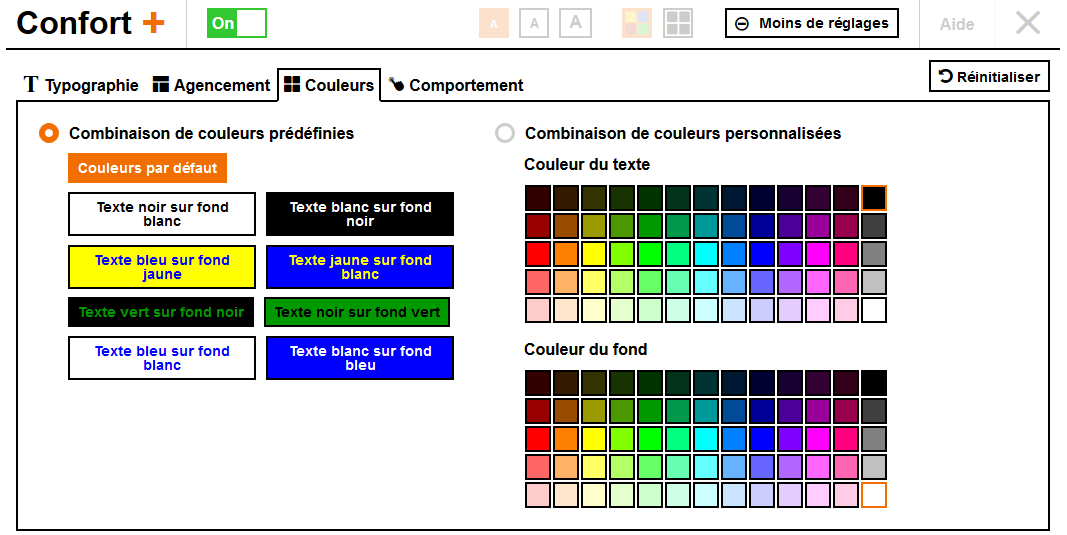 Confort +
On
A
A
A
Moins de réglages
Aide
Typographie
Agencement
Couleurs
Comportement
Réinitialiser
Combinaison de couleurs prédéfinies
Couleurs par défaut
Texte noir sur fond
blanc
Texte blanc sur fond
noir
Texte bleu sur fond
jaune
Texte jaune sur fond
blanc
Texte vert sur fond noir
Texte noir sur fond vert
Texte bleu sur fond
blanc
Texte blanc sur fond
bleu
Combinaison de couleurs personnalisées
Couleur du texte
Couleur du fond